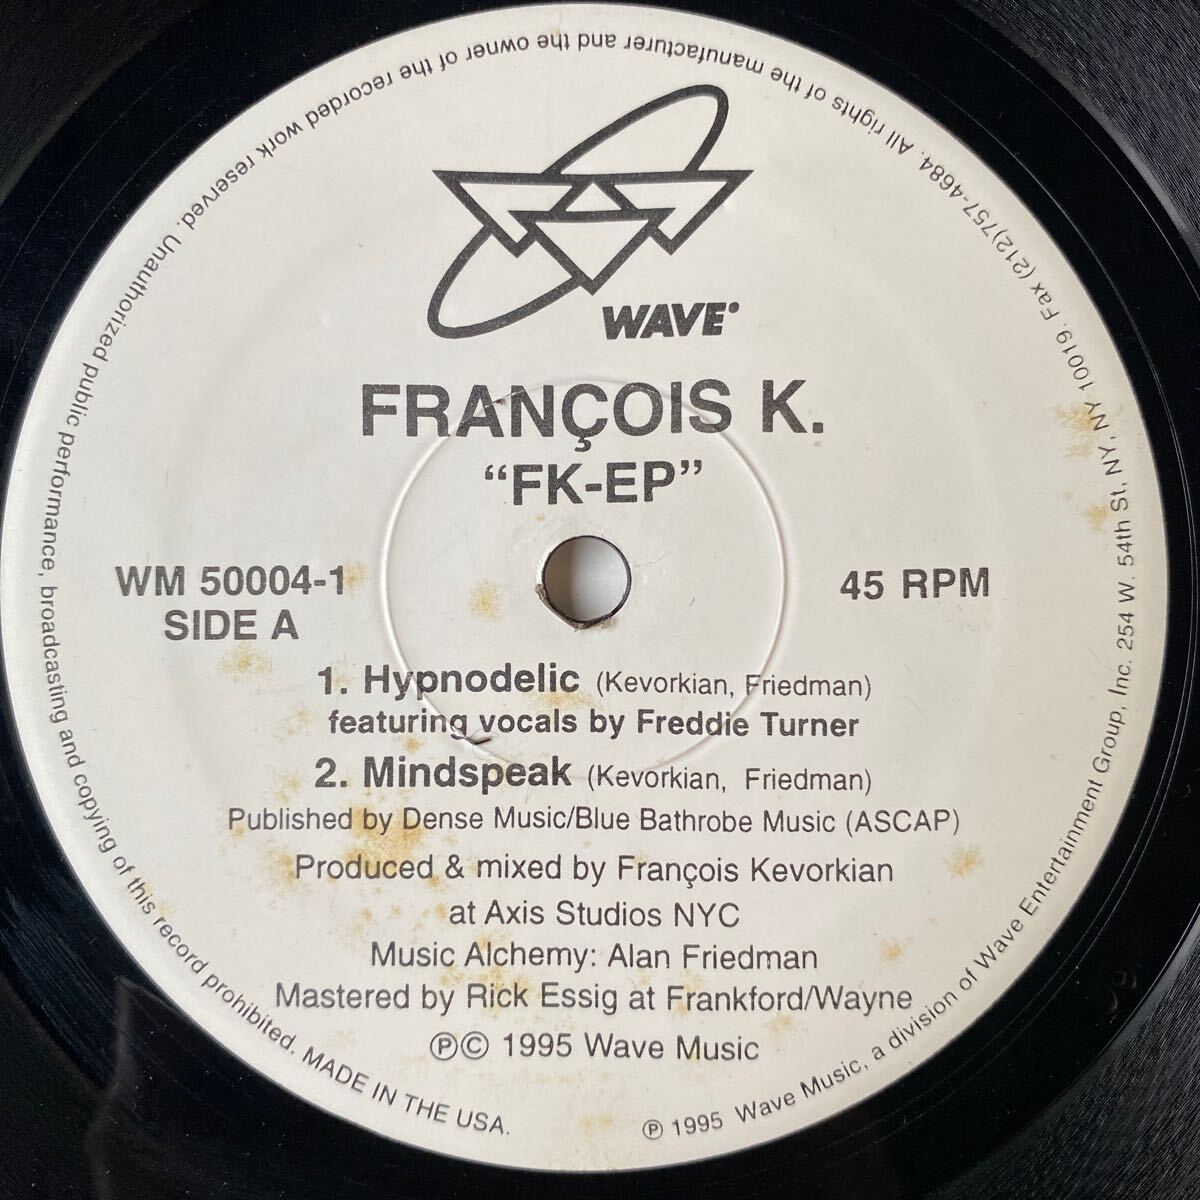 WAVE
FRANÇOIS K.
“FK-EP”
WM 50004-1
SIDE A
45 RPM
1. Hypnodelic (Kevorkian, Friedman)
featuring vocals by Freddie Turner
2. Mindspeak (Kevorkian, Friedman)
Published by Dense Music/Blue Bathrobe Music (ASCAP)
Produced & mixed by François Kevorkian
at Axis Studios NYC
Music Alchemy: Alan Friedman
Mastered by Rick Essig at Frankford/Wayne
℗© 1995 Wave Music
℗ 1995 Wave Music, a division of Wave Entertainment Group, Inc. 254 W. 54th St, NY, NY 10019. Fax (212)757-4684. All rights of the manufacturer and the owner of the recorded work reserved. Unauthorized public performance, broadcasting and copying of this record prohibited. MADE IN THE USA.